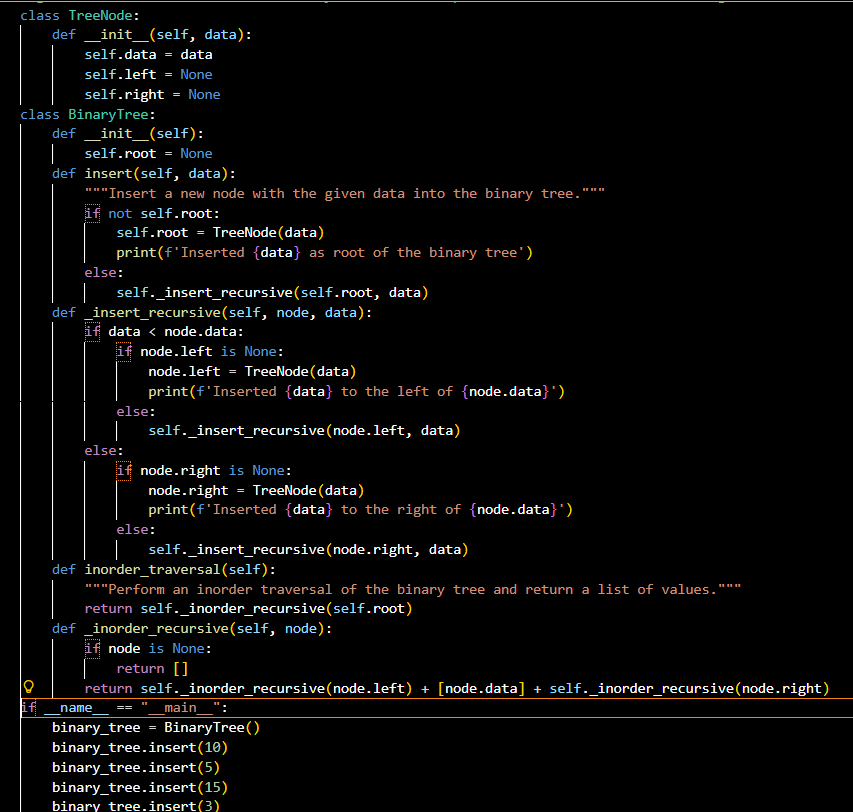 class TreeNode:
    def __init__(self, data):
        self.data = data
        self.left = None
        self.right = None
class BinaryTree:
    def __init__(self):
        self.root = None
    def insert(self, data):
        """Insert a new node with the given data into the binary tree."""
        if not self.root:
            self.root = TreeNode(data)
            print(f'Inserted {data} as root of the binary tree')
        else:
            self._insert_recursive(self.root, data)
    def _insert_recursive(self, node, data):
        if data < node.data:
            if node.left is None:
                node.left = TreeNode(data)
                print(f'Inserted {data} to the left of {node.data}')
            else:
                self._insert_recursive(node.left, data)
        else:
            if node.right is None:
                node.right = TreeNode(data)
                print(f'Inserted {data} to the right of {node.data}')
            else:
                self._insert_recursive(node.right, data)
    def inorder_traversal(self):
        """Perform an inorder traversal of the binary tree and return a list of values."""
        return self._inorder_recursive(self.root)
    def _inorder_recursive(self, node):
        if node is None:
            return []
        return self._inorder_recursive(node.left) + [node.data] + self._inorder_recursive(node.right)
if __name__ == "__main__":
    binary_tree = BinaryTree()
    binary_tree.insert(10)
    binary_tree.insert(5)
    binary_tree.insert(15)
    binary_tree.insert(3)